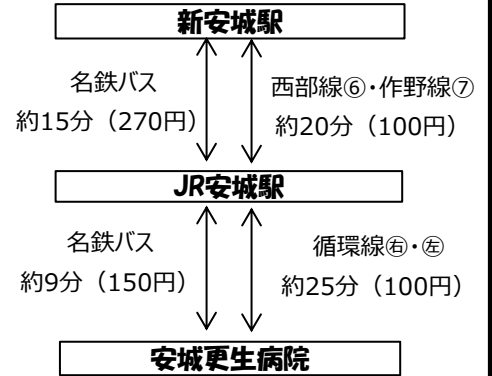 新安城駅
名鉄バス
約15分（270円）
西部線⑥・作野線⑦
約20分（100円）
JR安城駅
名鉄バス
約9分（150円）
循環線㊨・㊧
約25分（100円）
安城更生病院